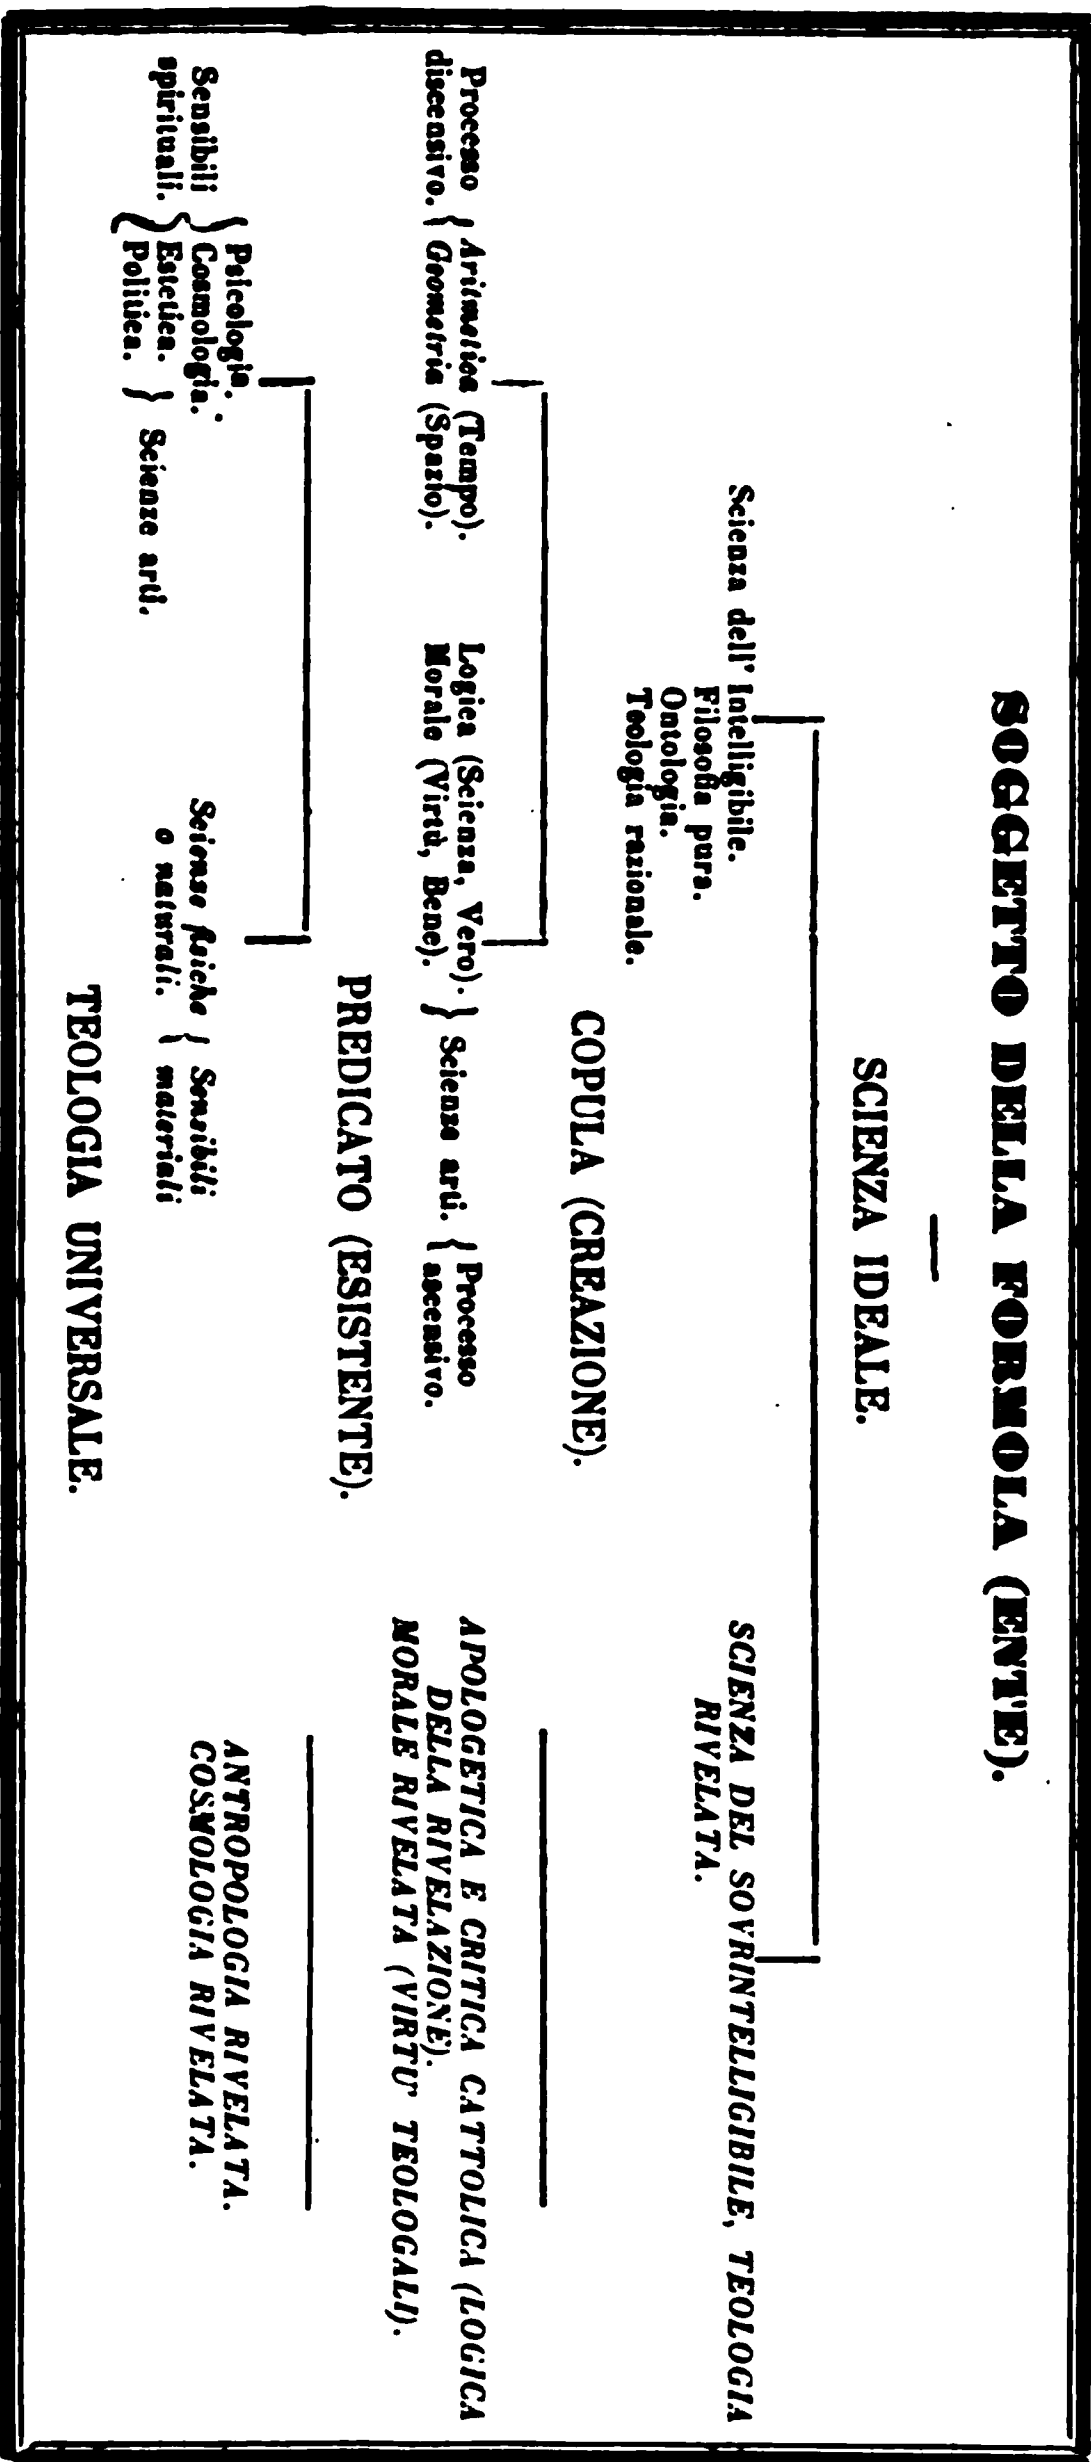 SOGGETTO DELLA FORMOLA (ENTE).
SCIENZA IDEALE.
Scienza dell' Intelligibile.
Filosofia pura.
Ontologia.
Teologia razionale.
SCIENZA DEL SOVRINTELLIGIBILE, TEOLOGIA
RIVELATA.
COPULA (CREAZIONE).
Processo { Aritmetica (Tempo).
discensivo. { Geometria (Spazio).
Logica (Scienza, Vero). } Scienze arti. { Processo
Morale (Virtù, Bene). } ascensivo.
APOLOGETICA E CRITICA CATTOLICA (LOGICA
DELLA RIVELAZIONE).
MORALE RIVELATA (VIRTU' TEOLOGALI).
PREDICATO (ESISTENTE).
Sensibili
spirituali.
Psicologia.
Cosmologia.
Estetica.
Politica. } Scienze arti.
Scienze fisiche { Sensibili
o naturali. { materiali
ANTROPOLOGIA RIVELATA.
COSMOLOGIA RIVELATA.
TEOLOGIA UNIVERSALE.